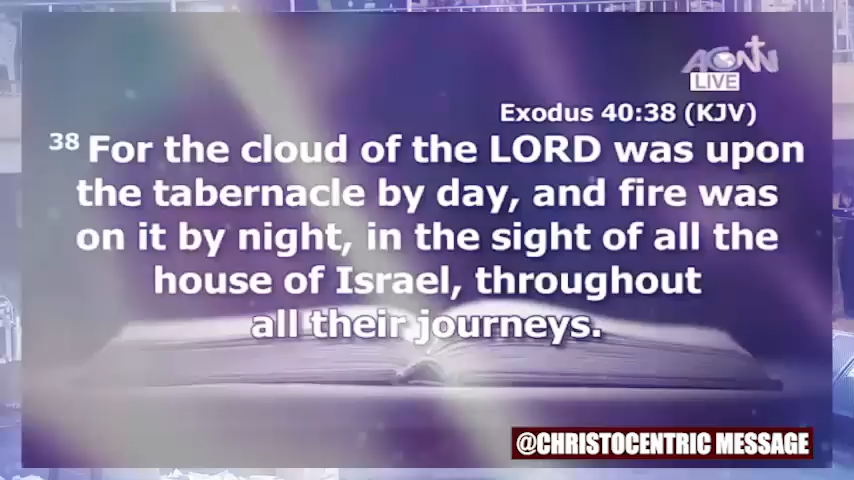 ACNN
LIVE
Exodus 40:38 (KJV)
38 For the cloud of the LORD was upon
the tabernacle by day, and fire was
on it by night, in the sight of all the
house of Israel, throughout
all their journeys.
@CHRISTOCENTRIC MESSAGE